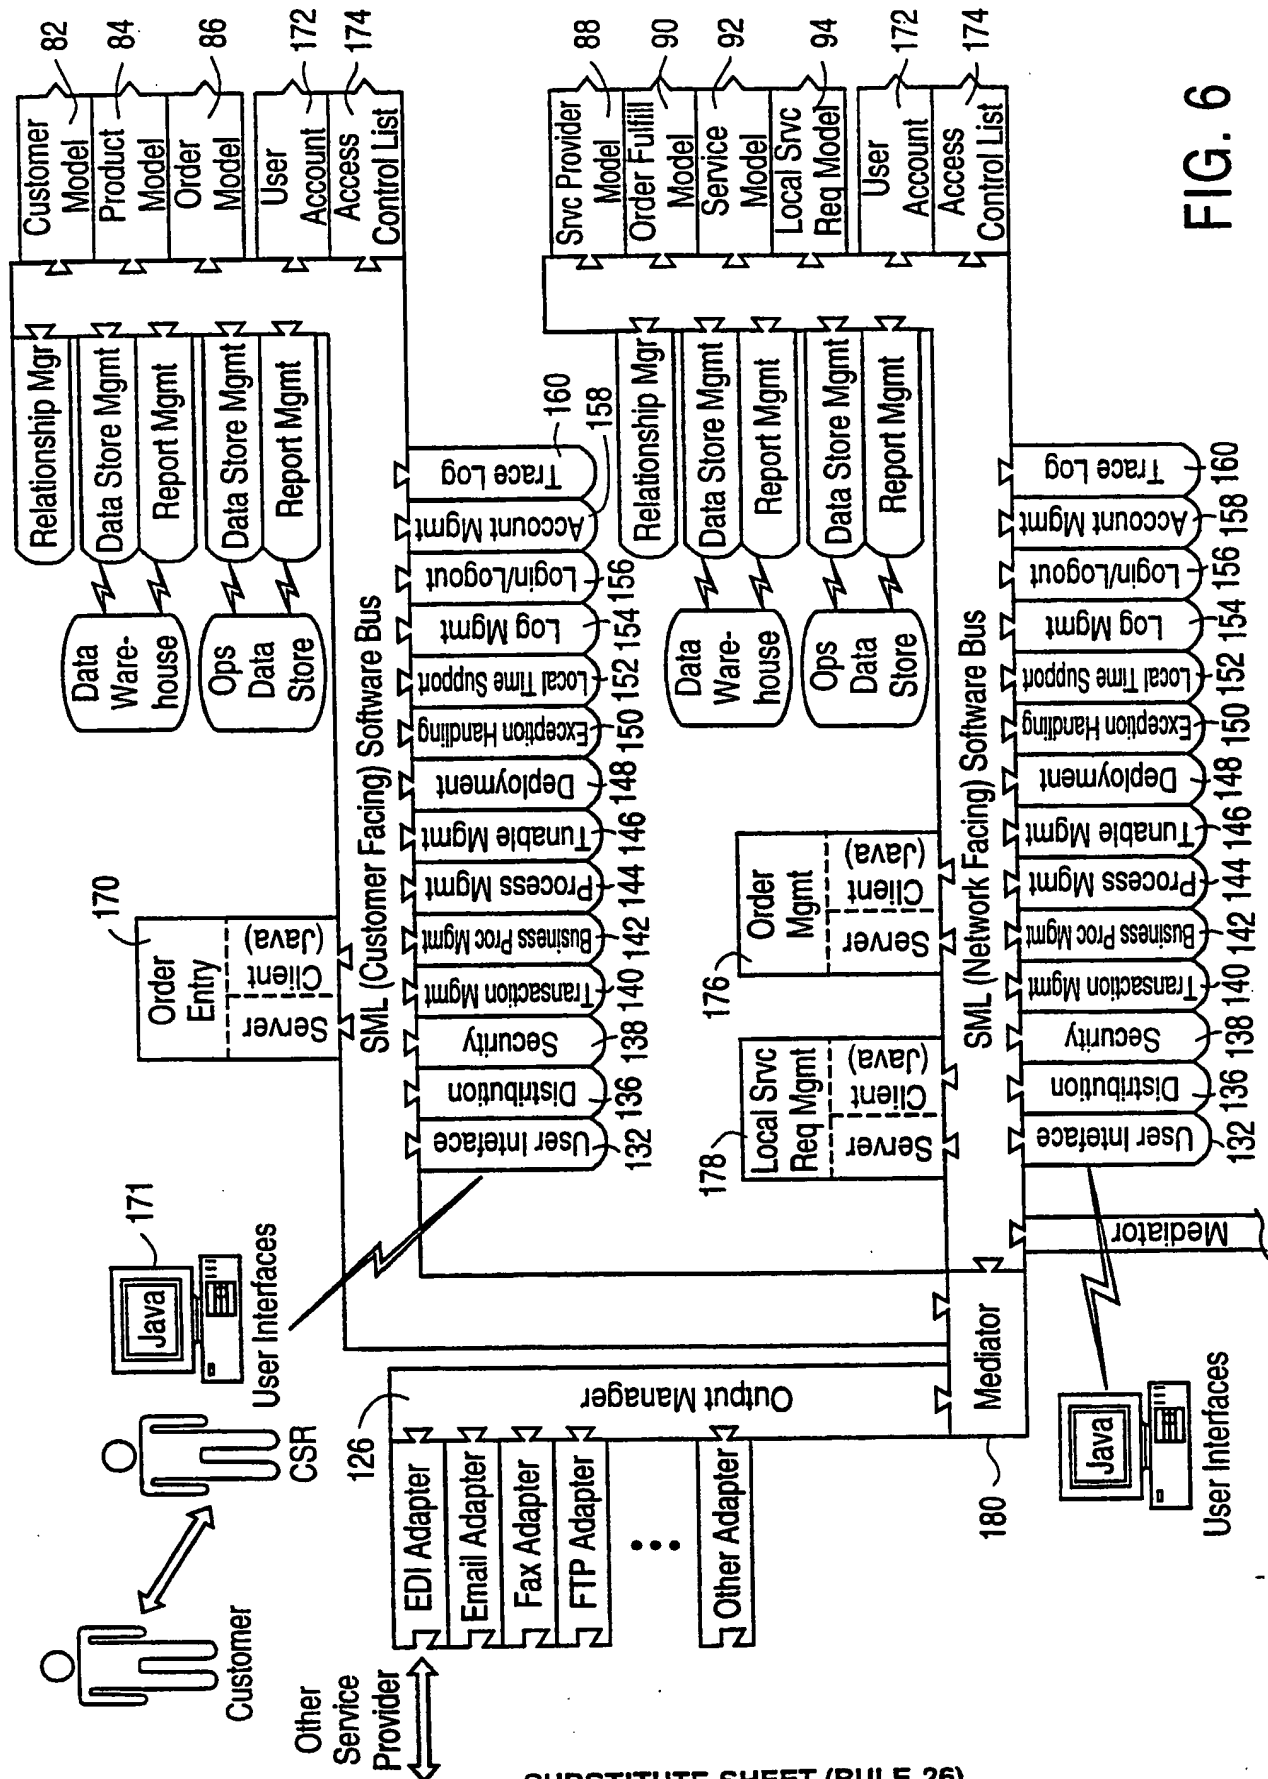 Customer
CSR
User Interfaces
Java
171
Other
Service
Provider
EDI Adapter
Email Adapter
Fax Adapter
FTP Adapter
Other Adapter
126
Output Manager
Mediator
180
170
Order
Entry
Server
Client
(Java)
SML (Customer Facing) Software Bus
User Inteface
132
Distribution
136
Security
138
Transaction Mgmt
140
Business Proc Mgmt
142
Process Mgmt
144
Tunable Mgmt
146
Deployment
148
Exception Handling
150
Local Time Support
152
Log Mgmt
154
Login/Logout
156
Account Mgmt
158
Trace Log
160
Data
Ware-
house
Ops
Data
Store
Relationship Mgr
Data Store Mgmt
Report Mgmt
Data Store Mgmt
Report Mgmt
Customer
Model
82
Product
Model
84
Order
Model
86
User
Account
172
Access
Control List
174
178
Local Srvc
Req Mgmt
Server
Client
(Java)
176
Order
Mgmt
Server
Client
(Java)
SML (Network Facing) Software Bus
User Inteface
132
Distribution
136
Security
138
Transaction Mgmt
140
Business Proc Mgmt
142
Process Mgmt
144
Tunable Mgmt
146
Deployment
148
Exception Handling
150
Local Time Support
152
Log Mgmt
154
Login/Logout
156
Account Mgmt
158
Trace Log
160
Data
Ware-
house
Ops
Data
Store
Relationship Mgr
Data Store Mgmt
Report Mgmt
Data Store Mgmt
Report Mgmt
Srvc Provider
Model
88
Order Fulfill
Model
90
Service
Model
92
Local Srvc
Req Model
94
User
Account
172
Access
Control List
174
Mediator
Java
User Interfaces
FIG. 6
SUBSTITUTE SHEET (RULE 26)